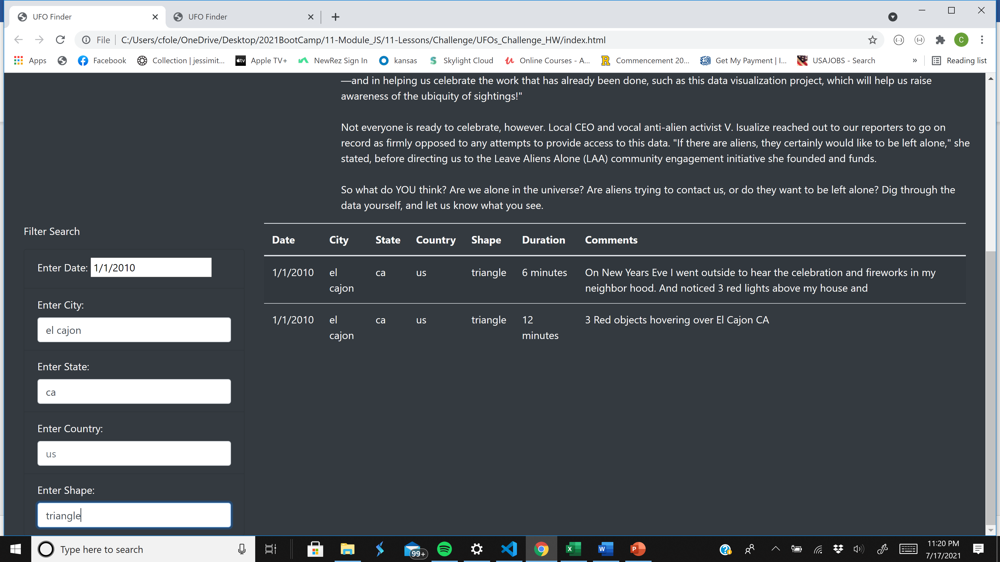 UFO Finder
UFO Finder
File C:/Users/cfole/OneDrive/Desktop/2021BootCamp/11-Module_JS/11-Lessons/Challenge/UFOs_Challenge_HW/index.html
C
Apps Facebook Collection | jessimit... tv Apple TV+ NewRez Sign In kansas S Skylight Cloud Online Courses - A... R Commencement 20... Get My Payment | I... USAJOBS - Search » Reading list
—and in helping us celebrate the work that has already been done, such as this data visualization project, which will help us raise
awareness of the ubiquity of sightings!"
Not everyone is ready to celebrate, however. Local CEO and vocal anti-alien activist V. Isualize reached out to our reporters to go on
record as firmly opposed to any attempts to provide access to this data. "If there are aliens, they certainly would like to be left alone," she
stated, before directing us to the Leave Aliens Alone (LAA) community engagement initiative she founded and funds.
So what do YOU think? Are we alone in the universe? Are aliens trying to contact us, or do they want to be left alone? Dig through the
data yourself, and let us know what you see.
Filter Search
Enter Date: 1/1/2010
Enter City:
el cajon
Enter State:
ca
Enter Country:
us
Enter Shape:
triangle
Date City State Country Shape Duration Comments
1/1/2010 el ca us triangle 6 minutes On New Years Eve I went outside to hear the celebration and fireworks in my
cajon neighbor hood. And noticed 3 red lights above my house and
1/1/2010 el ca us triangle 12 3 Red objects hovering over El Cajon CA
cajon minutes
Type here to search
99+
X
W
P
11:20 PM
7/17/2021